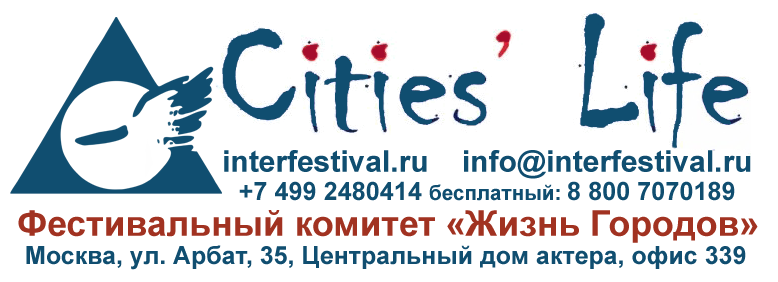 Cities’ Life
interfestival.ru info@interfestival.ru
+7 499 2480414 бесплатный: 8 800 7070189
Фестивальный комитет «Жизнь Городов»
Москва, ул. Арбат, 35, Центральный дом актера, офис 339